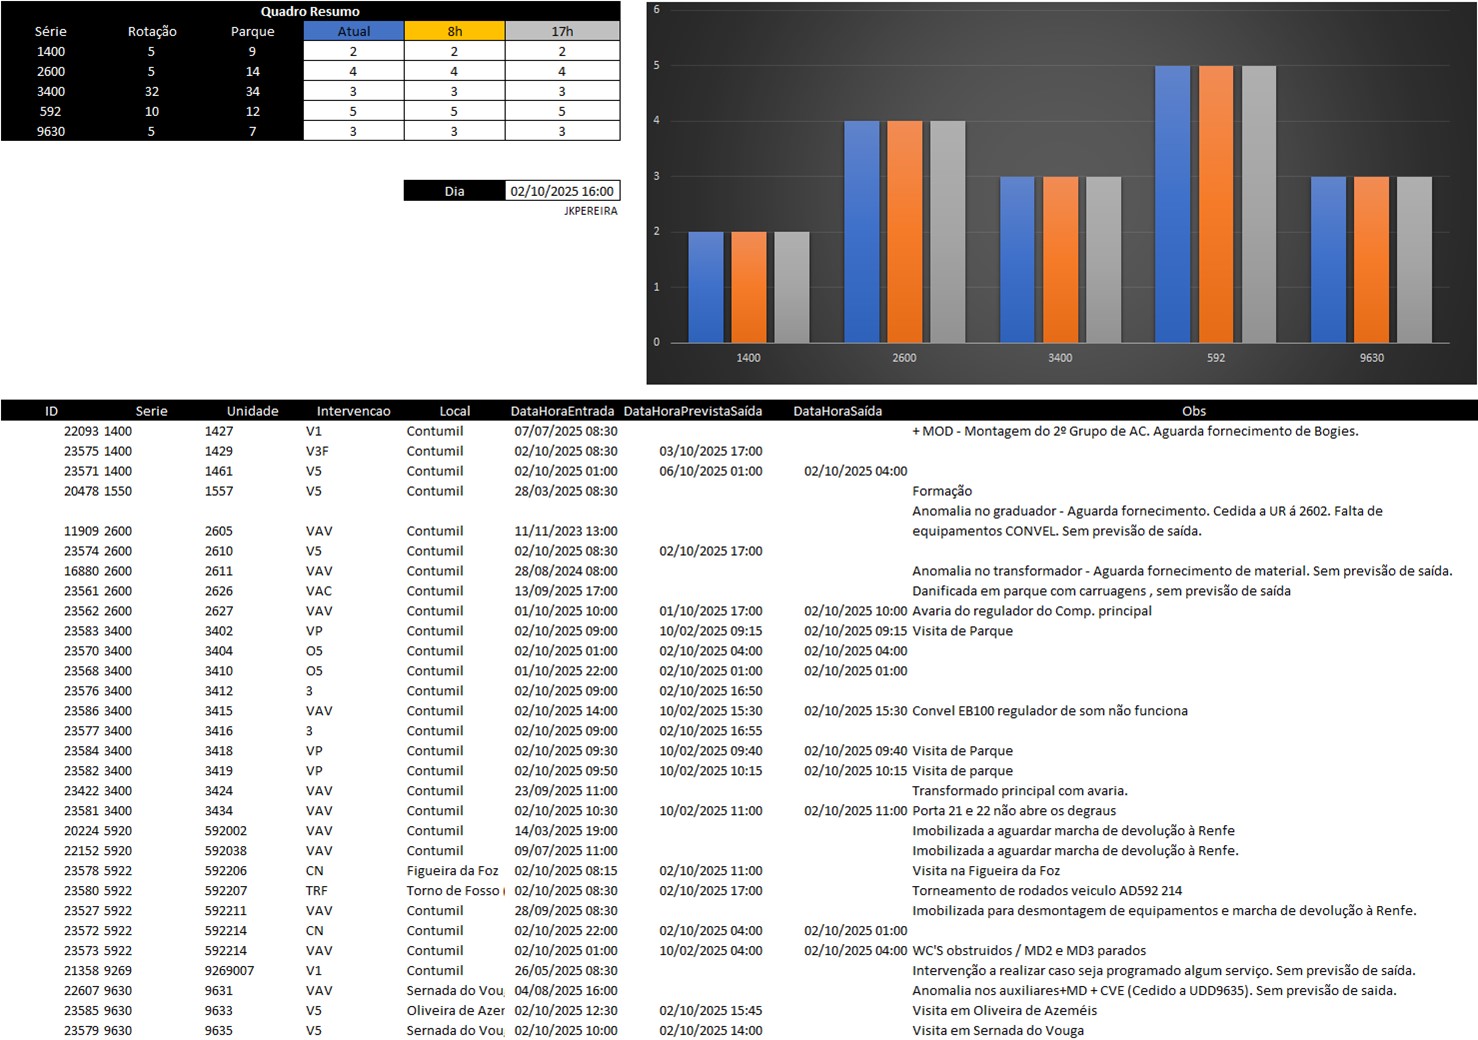 Quadro Resumo
Série Rotação Parque Atual 8h 17h
1400 5 9 2 2 2
2600 5 14 4 4 4
3400 32 34 3 3 3
592 10 12 5 5 5
9630 5 7 3 3 3
Dia 02/10/2025 16:00
JKPEREIRA
6
5
4
3
2
1
0
1400 2600 3400 592 9630
ID Serie Unidade Intervencao Local DataHoraEntrada DataHoraPrevistaSaída DataHoraSaída Obs
22093 1400 1427 V1 Contumil 07/07/2025 08:30 + MOD - Montagem do 2º Grupo de AC. Aguarda fornecimento de Bogies.
23575 1400 1429 V3F Contumil 02/10/2025 08:30 03/10/2025 17:00
23571 1400 1461 V5 Contumil 02/10/2025 01:00 06/10/2025 01:00 02/10/2025 04:00
20478 1550 1557 V5 Contumil 28/03/2025 08:30 Formação
Anomalia no graduador - Aguarda fornecimento. Cedida a UR á 2602. Falta de
11909 2600 2605 VAV Contumil 11/11/2023 13:00 equipamentos CONVEL. Sem previsão de saída.
23574 2600 2610 V5 Contumil 02/10/2025 08:30 02/10/2025 17:00
16880 2600 2611 VAV Contumil 28/08/2024 08:00 Anomalia no transformador - Aguarda fornecimento de material. Sem previsão de saída.
23561 2600 2626 VAC Contumil 13/09/2025 17:00 Danificada em parque com carruagens , sem previsão de saída
23562 2600 2627 VAV Contumil 01/10/2025 10:00 01/10/2025 17:00 02/10/2025 10:00 Avaria do regulador do Comp. principal
23583 3400 3402 VP Contumil 02/10/2025 09:00 10/02/2025 09:15 02/10/2025 09:15 Visita de Parque
23570 3400 3404 O5 Contumil 02/10/2025 01:00 02/10/2025 04:00 02/10/2025 04:00
23568 3400 3410 O5 Contumil 01/10/2025 22:00 02/10/2025 01:00 02/10/2025 01:00
23576 3400 3412 3 Contumil 02/10/2025 09:00 02/10/2025 16:50
23586 3400 3415 VAV Contumil 02/10/2025 14:00 10/02/2025 15:30 02/10/2025 15:30 Convel EB100 regulador de som não funciona
23577 3400 3416 3 Contumil 02/10/2025 09:00 02/10/2025 16:55
23584 3400 3418 VP Contumil 02/10/2025 09:30 10/02/2025 09:40 02/10/2025 09:40 Visita de Parque
23582 3400 3419 VP Contumil 02/10/2025 09:50 10/02/2025 10:15 02/10/2025 10:15 Visita de parque
23422 3400 3424 VAV Contumil 23/09/2025 11:00 Transformado principal com avaria.
23581 3400 3434 VAV Contumil 02/10/2025 10:30 10/02/2025 11:00 02/10/2025 11:00 Porta 21 e 22 não abre os degraus
20224 5920 592002 VAV Contumil 14/03/2025 19:00 Imobilizada a aguardar marcha de devolução à Renfe
22152 5920 592038 VAV Contumil 09/07/2025 11:00 Imobilizada a aguardar marcha de devolução à Renfe.
23578 5922 592206 CN Figueira da Foz 02/10/2025 08:15 02/10/2025 11:00 Visita na Figueira da Foz
23580 5922 592207 TRF Torno de Fosso ( 02/10/2025 08:30 02/10/2025 17:00 Torneamento de rodados veiculo AD592 214
23527 5922 592211 VAV Contumil 28/09/2025 08:30 Imobilizada para desmontagem de equipamentos e marcha de devolução à Renfe.
23572 5922 592214 CN Contumil 02/10/2025 22:00 02/10/2025 04:00 02/10/2025 01:00
23573 5922 592214 VAV Contumil 02/10/2025 01:00 10/02/2025 04:00 02/10/2025 04:00 WC'S obstruidos / MD2 e MD3 parados
21358 9269 9269007 V1 Contumil 26/05/2025 08:30 Intervenção a realizar caso seja programado algum serviço. Sem previsão de saída.
22607 9630 9631 VAV Sernada do Voug 04/08/2025 16:00 Anomalia nos auxiliares+MD + CVE (Cedido a UDD9635). Sem previsão de saida.
23585 9630 9633 V5 Oliveira de Azer 02/10/2025 12:30 02/10/2025 15:45 Visita em Oliveira de Azeméis
23579 9630 9635 V5 Sernada do Voug 02/10/2025 10:00 02/10/2025 14:00 Visita em Sernada do Vouga